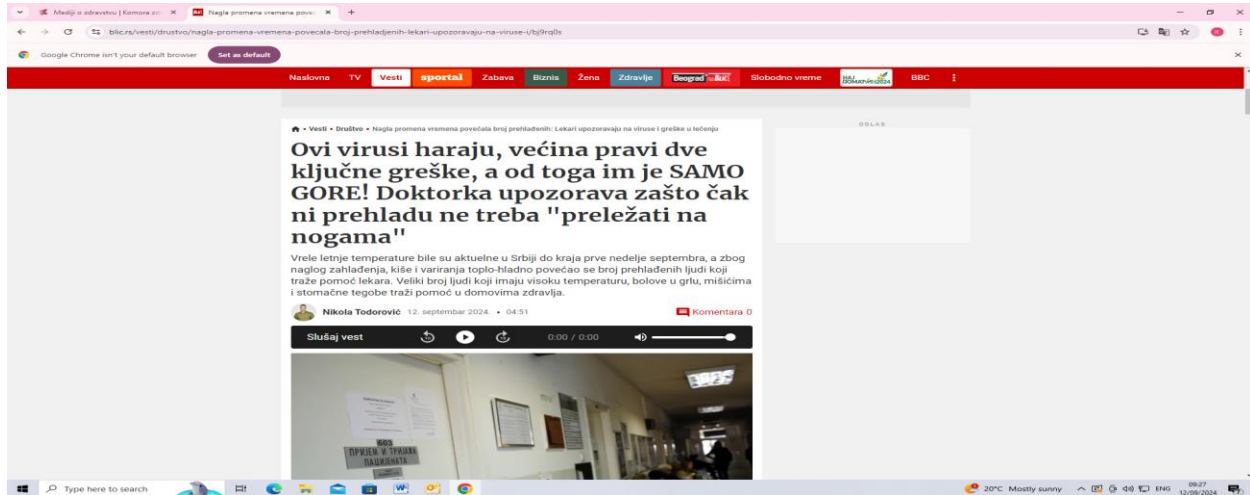 Mediji o zdravstvu | Komora zd
Nagla promena vremena pove
blic.rs/vesti/drustvo/nagla-promena-vremena-povecala-broj-prehladjenih-lekari-upozoravaju-na-viruse-i/bj9rq0s
Google Chrome isn't your default browser Set as default
Naslovna TV Vesti sportal Zabava Biznis Žena Zdravlje Beograd Blic Slobodno vreme BBC
Vesti • Društvo • Nagla promena vremena povećala broj prehlađenih: Lekari upozoravaju na viruse i greške u lečenju
OGLAS
Ovi virusi haraju, većina pravi dve
ključne greške, a od toga im je SAMO
GORE! Doktorka upozorava zašto čak
ni prehladu ne treba "preležati na
nogama"
Vrele letnje temperature bile su aktuelne u Srbiji do kraja prve nedelje septembra, a zbog
naglog zahlađenja, kiše i variranja toplo-hladno povećao se broj prehlađenih ljudi koji
traže pomoć lekara. Veliki broj ljudi koji imaju visoku temperaturu, bolove u grlu, mišićima
i stomačne tegobe traži pomoć u domovima zdravlja.
Nikola Todorović 12. septembar 2024. • 04:51 Komentara 0
Slušaj vest 0:00 / 0:00
603
ПРИЈЕМ И ТРИЈАЖА
ПАЦИЈЕНАТА
Type here to search 20°C Mostly sunny ENG 09:27
12/09/2024